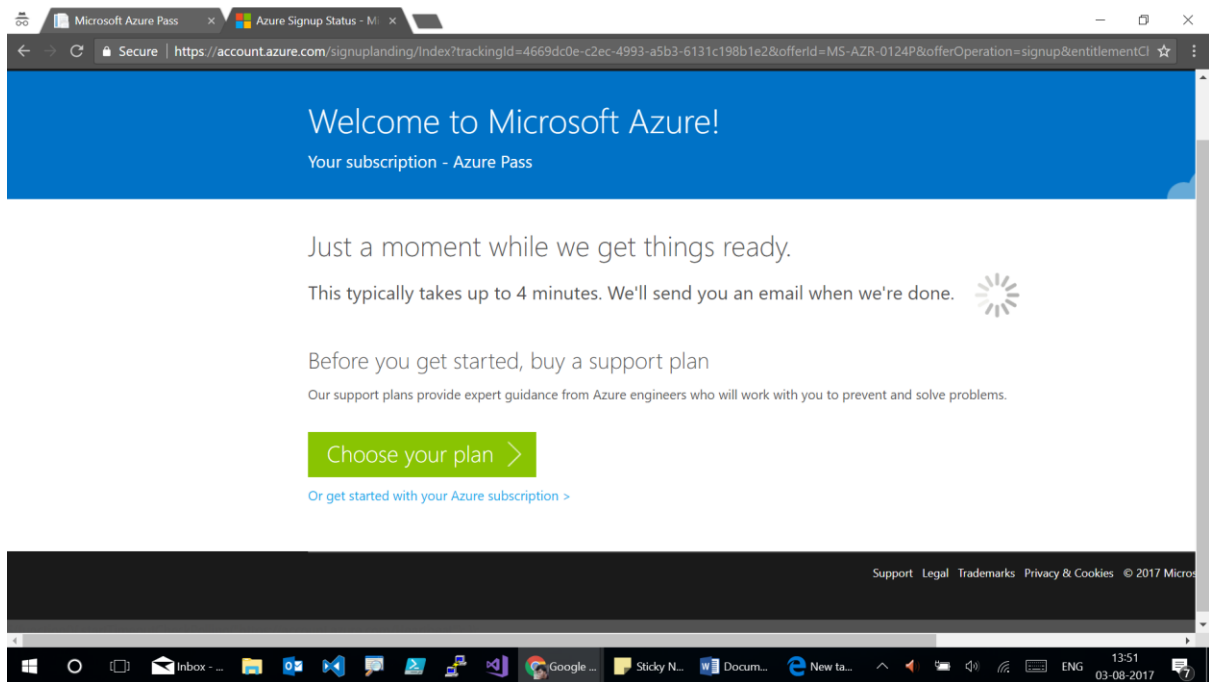 Microsoft Azure Pass
Azure Signup Status - Mi
Secure | https://account.azure.com/signuplanding/Index?trackingId=4669dc0e-c2ec-4993-a5b3-6131c198b1e2&offerId=MS-AZR-0124P&offerOperation=signup&entitlementCl
Welcome to Microsoft Azure!
Your subscription - Azure Pass
Just a moment while we get things ready.
This typically takes up to 4 minutes. We'll send you an email when we're done.
Before you get started, buy a support plan
Our support plans provide expert guidance from Azure engineers who will work with you to prevent and solve problems.
Choose your plan
Or get started with your Azure subscription >
Support Legal Trademarks Privacy & Cookies © 2017 Micros
Inbox - ... Google ... Sticky N... Docum... New ta... ENG 13:51
03-08-2017 7